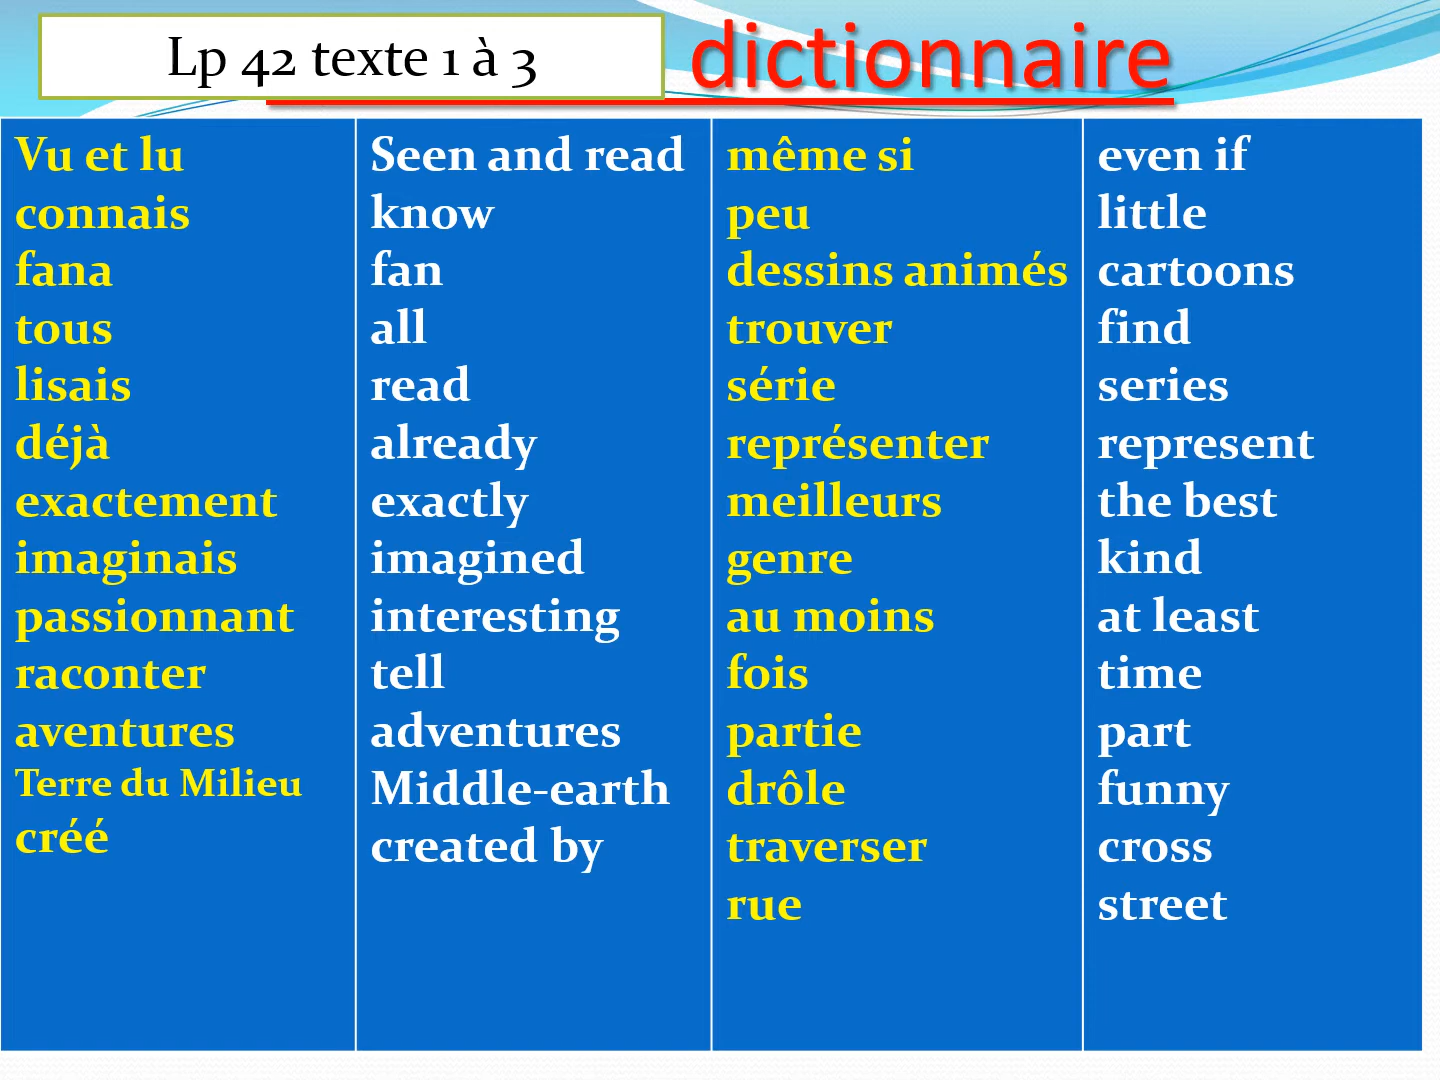 Lp 42 texte 1 à 3
dictionnaire
Vu et lu
connais
fana
tous
lisais
déjà
exactement
imaginais
passionnant
raconter
aventures
Terre du Milieu
créé
Seen and read
know
fan
all
read
already
exactly
imagined
interesting
tell
adventures
Middle-earth
created by
même si
peu
dessins animés
trouver
série
représenter
meilleurs
genre
au moins
fois
partie
drôle
traverser
rue
even if
little
cartoons
find
series
represent
the best
kind
at least
time
part
funny
cross
street